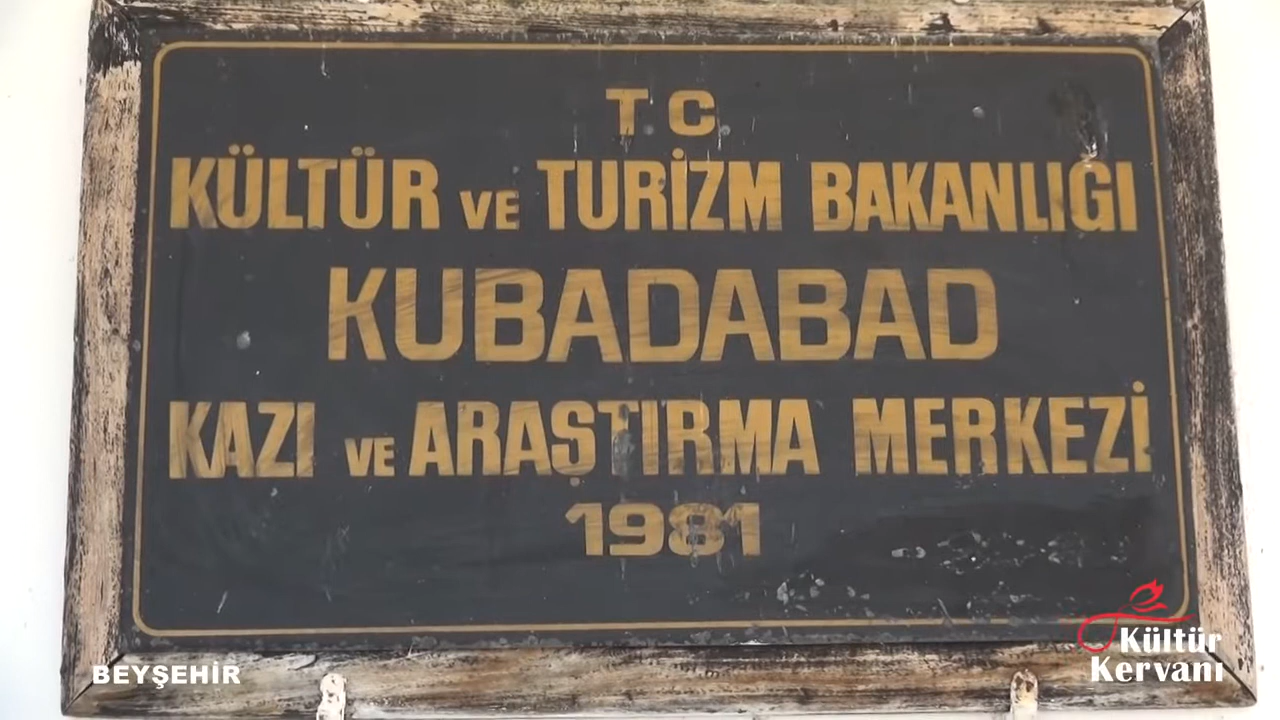 T C
KÜLTÜR VE TURİZM BAKANLIĞI
KUBADABAD
KAZI VE ARAŞTIRMA MERKEZİ
1981
BEYŞEHİR
Kültür
Kervanı